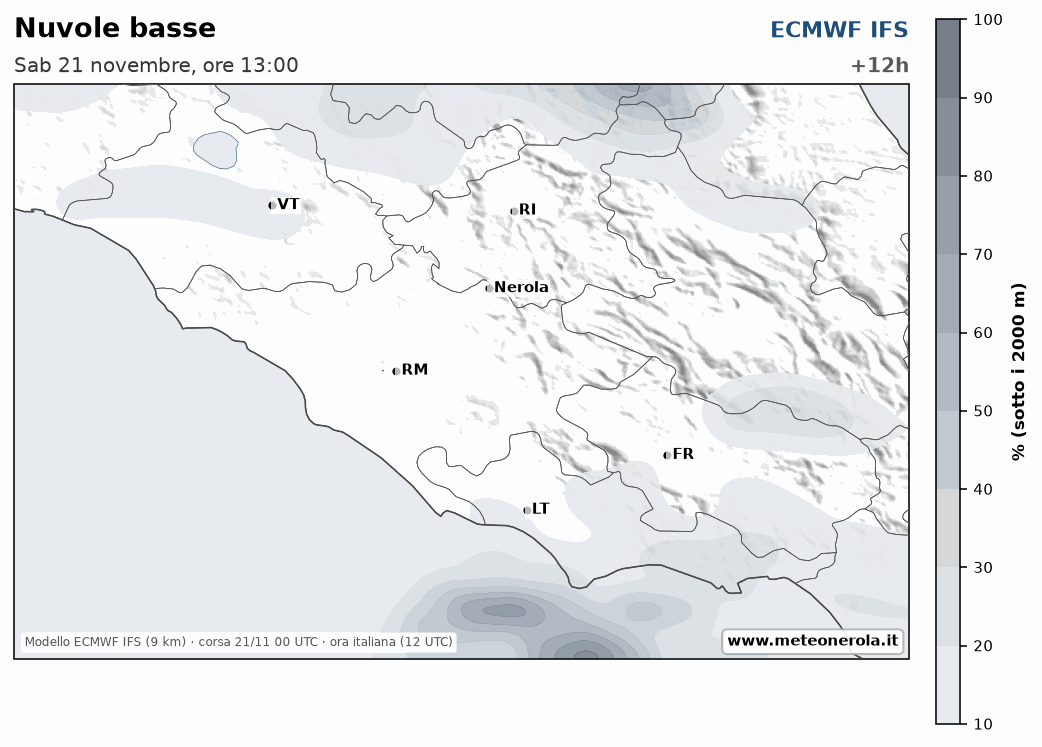 Nuvole basse
ECMWF IFS
Sab 21 novembre, ore 13:00
+12h
VT
RI
Nerola
RM
FR
LT
Modello ECMWF IFS (9 km) · corsa 21/11 00 UTC · ora italiana (12 UTC)
www.meteonerola.it
100
90
80
70
60
50
40
30
20
10
% (sotto i 2000 m)